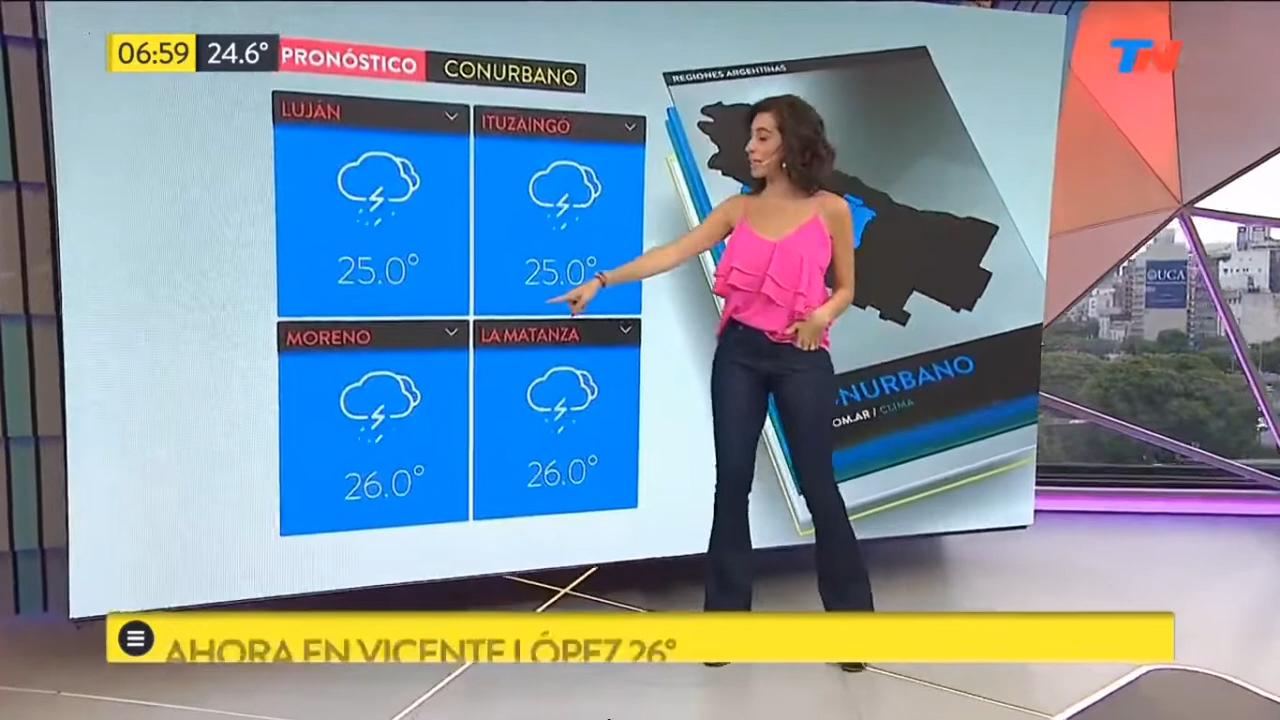 06:59 24.6°
TN
PRONÓSTICO CONURBANO
REGIONES ARGENTINAS
LUJÁN
25.0°
ITUZAINGÓ
25.0°
MORENO
26.0°
LA MATANZA
26.0°
NURBANO
OM.AR / CLIMA
UCA
AHORA EN VICENTE LÓPEZ 26°